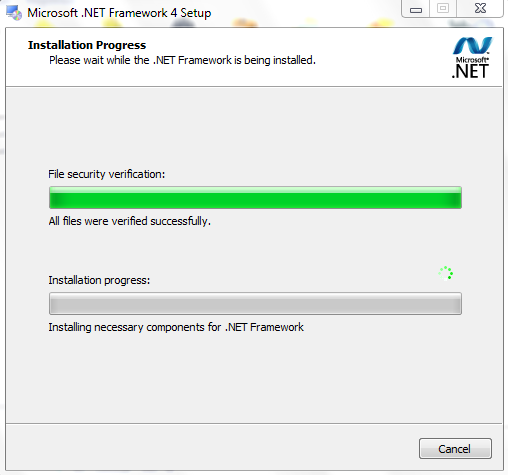 Microsoft .NET Framework 4 Setup
Installation Progress
Please wait while the .NET Framework is being installed.
Microsoft®
.NET
File security verification:
All files were verified successfully.
Installation progress:
Installing necessary components for .NET Framework
Cancel